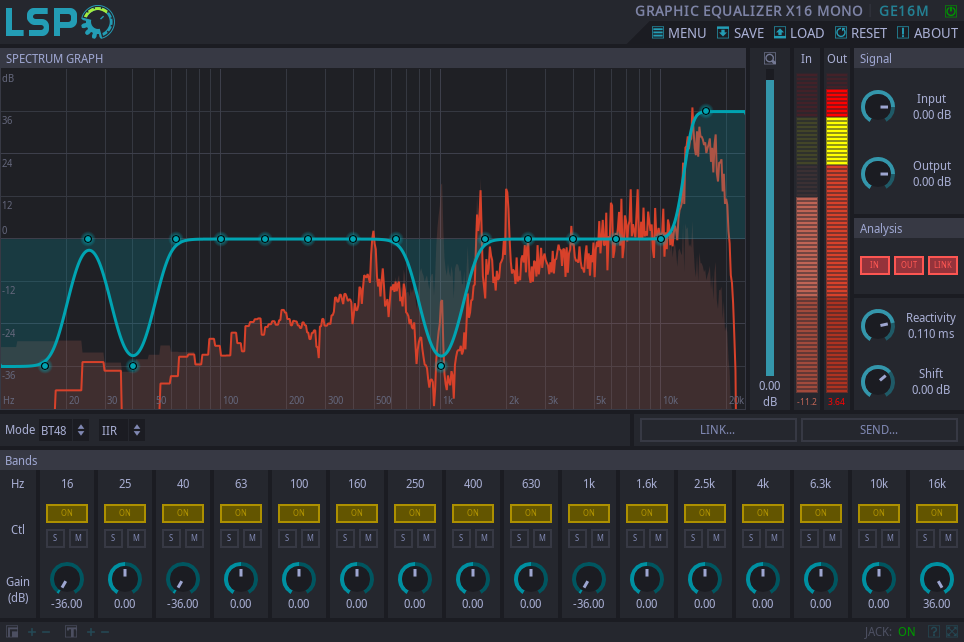 LSP
GRAPHIC EQUALIZER X16 MONO GE16M
MENU SAVE LOAD RESET ABOUT
SPECTRUM GRAPH
In Out Signal
dB
36
24
12
0
-12
-24
-36
Hz 20 30 50 100 200 300 500 1k 2k 3k 5k 10k 20k
0.00
dB
-11.2 3.64
Input
0.00 dB
Output
0.00 dB
Analysis
IN OUT LINK
Reactivity
0.110 ms
Shift
0.00 dB
Mode BT48 IIR LINK... SEND...
Bands
Hz 16 25 40 63 100 160 250 400 630 1k 1.6k 2.5k 4k 6.3k 10k 16k
ON ON ON ON ON ON ON ON ON ON ON ON ON ON ON ON
Ctl S M S M S M S M S M S M S M S M S M S M S M S M S M S M S M S M
Gain
(dB) -36.00 0.00 -36.00 0.00 0.00 0.00 0.00 0.00 0.00 -36.00 0.00 0.00 0.00 0.00 0.00 36.00
JACK: ON